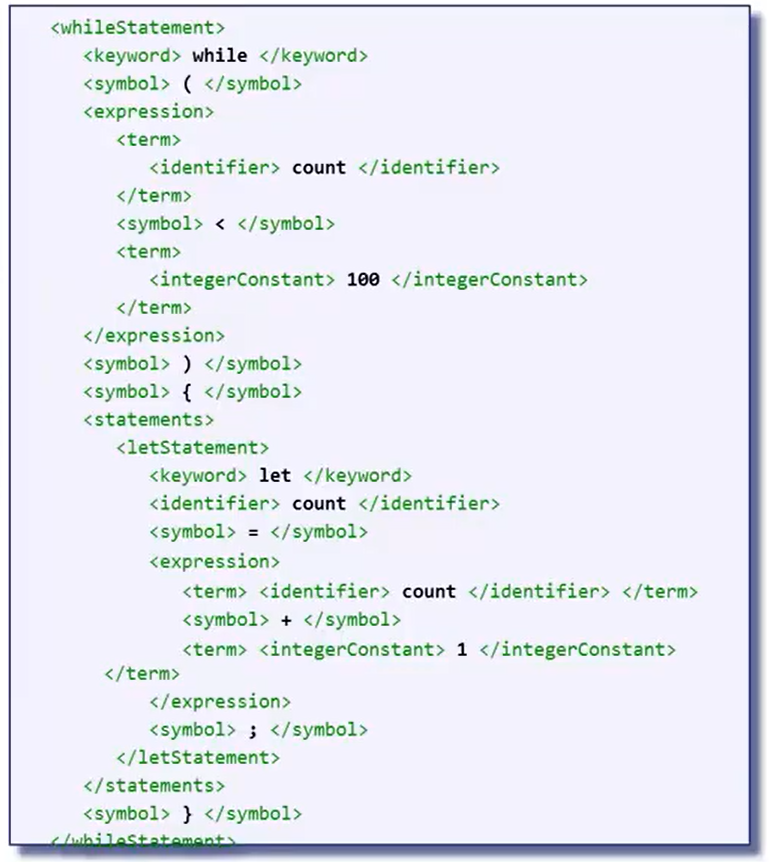 <whileStatement>
<keyword> while </keyword>
<symbol> ( </symbol>
<expression>
<term>
<identifier> count </identifier>
</term>
<symbol> < </symbol>
<term>
<integerConstant> 100 </integerConstant>
</term>
</expression>
<symbol> ) </symbol>
<symbol> { </symbol>
<statements>
<letStatement>
<keyword> let </keyword>
<identifier> count </identifier>
<symbol> = </symbol>
<expression>
<term> <identifier> count </identifier> </term>
<symbol> + </symbol>
<term> <integerConstant> 1 </integerConstant>
</term>
</expression>
<symbol> ; </symbol>
</letStatement>
</statements>
<symbol> } </symbol>
</whileStatement>